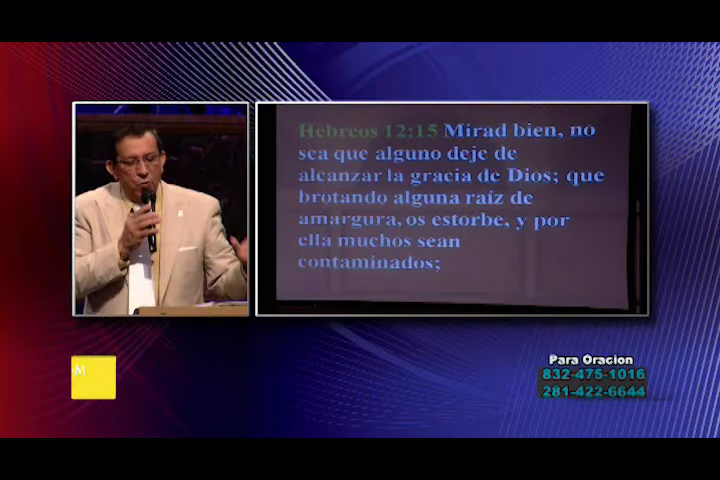 Hebreos 12:15 Mirad bien, no
sea que alguno deje de
alcanzar la gracia de Dios; que
brotando alguna raíz de
amargura, os estorbe, y por
ella muchos sean
contaminados;
AM
Para Oracion
832-475-1016
281-422-6644